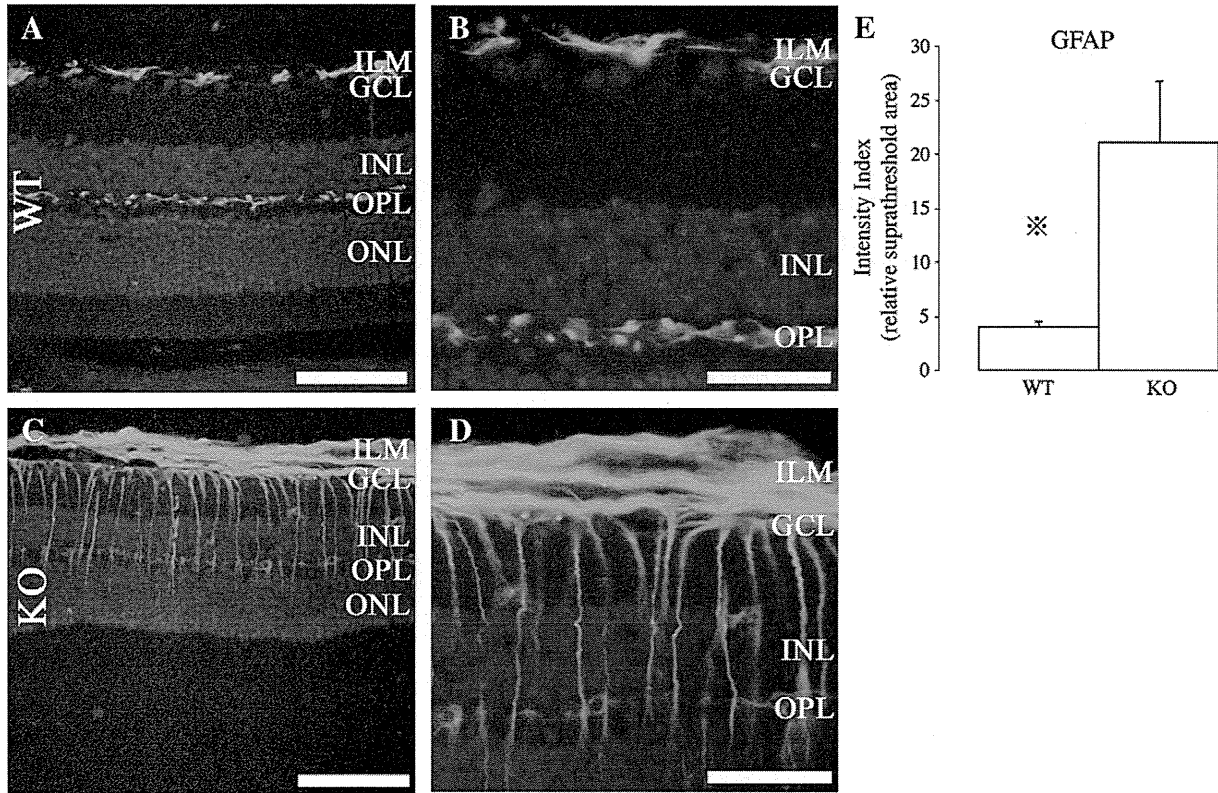 A
ILM
GCL
INL
OPL
ONL
WT
B
ILM
GCL
INL
OPL
C
ILM
GCL
INL
OPL
ONL
KO
D
ILM
GCL
INL
OPL
E
GFAP
Intensity Index
(relative suprathreshold area)
30
25
20
15
10
5
0
※
WT
KO